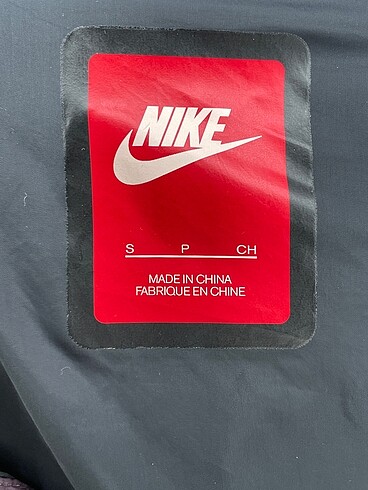 NIKE
S P CH
MADE IN CHINA
FABRIQUE EN CHINE